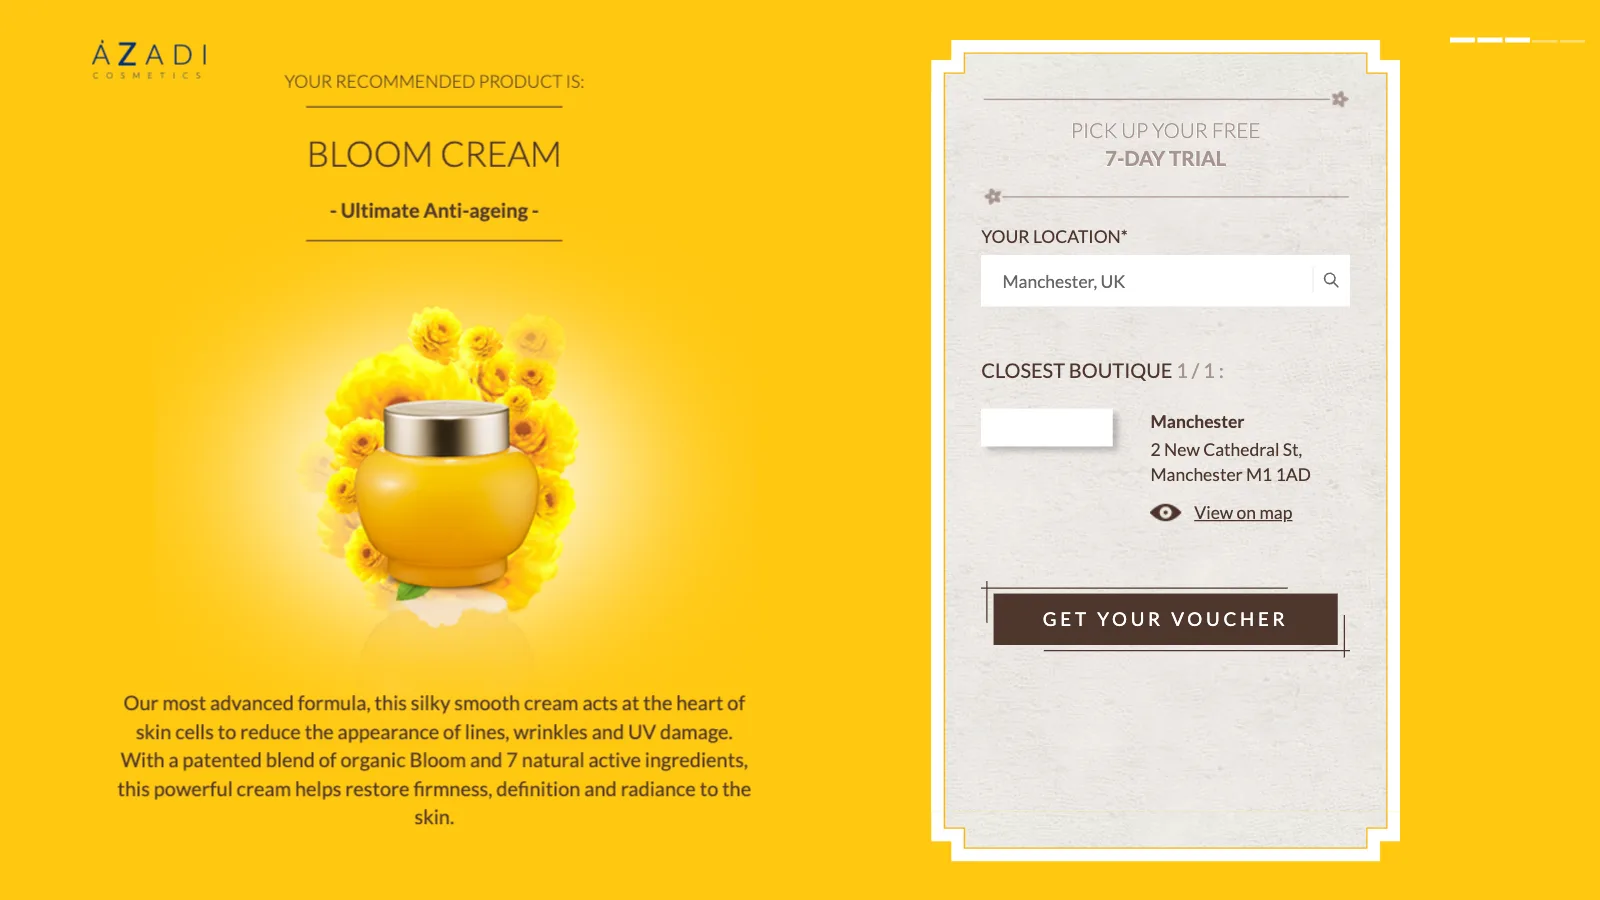 AZADI
COSMETICS
YOUR RECOMMENDED PRODUCT IS:
BLOOM CREAM
- Ultimate Anti-ageing -
Our most advanced formula, this silky smooth cream acts at the heart of
skin cells to reduce the appearance of lines, wrinkles and UV damage.
With a patented blend of organic Bloom and 7 natural active ingredients,
this powerful cream helps restore firmness, definition and radiance to the
skin.
PICK UP YOUR FREE
7-DAY TRIAL
YOUR LOCATION*
Manchester, UK
CLOSEST BOUTIQUE 1 / 1 :
Manchester
2 New Cathedral St,
Manchester M1 1AD
View on map
GET YOUR VOUCHER